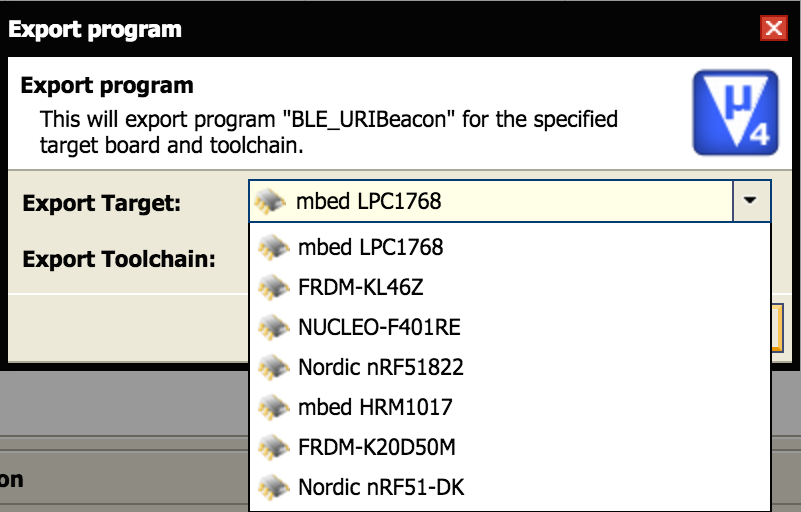 Export program
Export program
This will export program "BLE_URIBeacon" for the specified
target board and toolchain.
µ
4
Export Target:
mbed LPC1768
Export Toolchain:
mbed LPC1768
FRDM-KL46Z
NUCLEO-F401RE
Nordic nRF51822
mbed HRM1017
FRDM-K20D50M
Nordic nRF51-DK
on